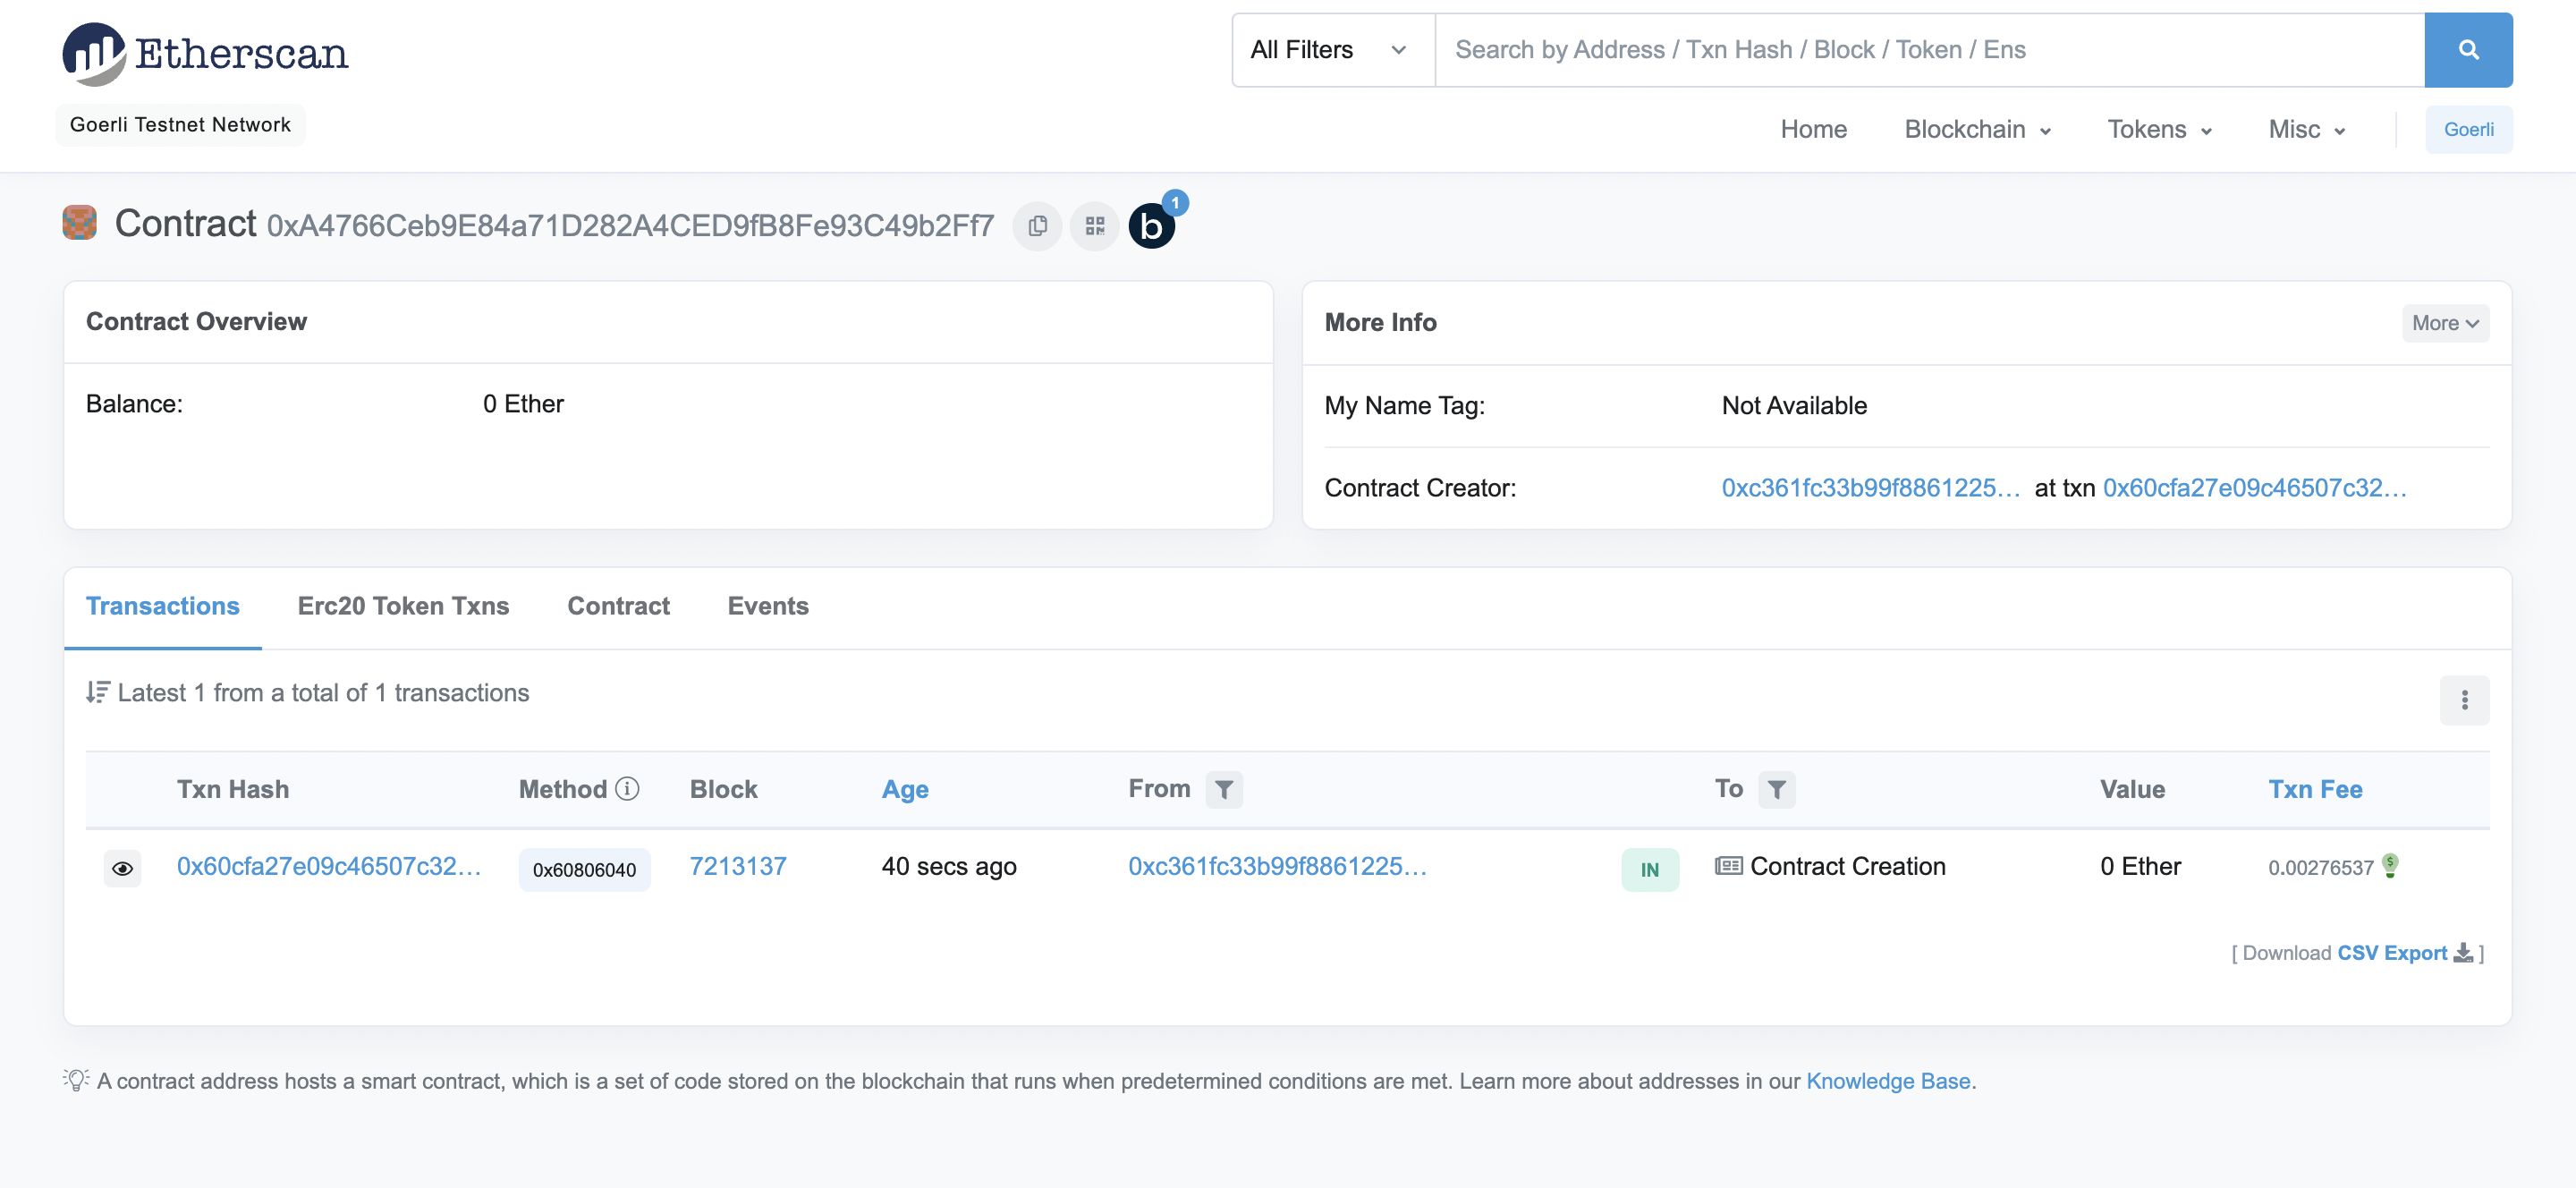 Etherscan
All Filters
Search by Address / Txn Hash / Block / Token / Ens
Goerli Testnet Network
Home Blockchain Tokens Misc Goerli
Contract 0xA4766Ceb9E84a71D282A4CED9fB8Fe93C49b2Ff7 b 1
Contract Overview
Balance: 0 Ether
More Info More
My Name Tag: Not Available
Contract Creator: 0xc361fc33b99f8861225... at txn 0x60cfa27e09c46507c32...
Transactions Erc20 Token Txns Contract Events
Latest 1 from a total of 1 transactions
Txn Hash Method Block Age From To Value Txn Fee
0x60cfa27e09c46507c32... 0x60806040 7213137 40 secs ago 0xc361fc33b99f8861225... IN Contract Creation 0 Ether 0.00276537
[ Download CSV Export ]
A contract address hosts a smart contract, which is a set of code stored on the blockchain that runs when predetermined conditions are met. Learn more about addresses in our Knowledge Base.